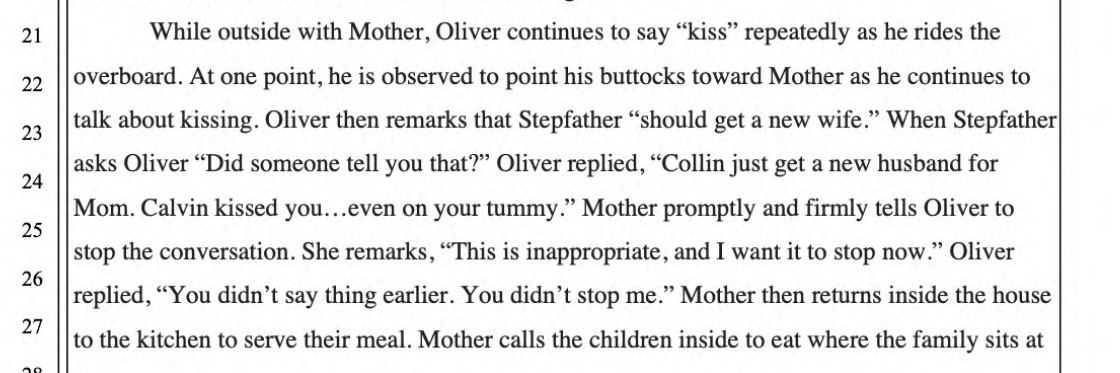 21 While outside with Mother, Oliver continues to say “kiss” repeatedly as he rides the
22 overboard. At one point, he is observed to point his buttocks toward Mother as he continues to
23 talk about kissing. Oliver then remarks that Stepfather “should get a new wife.” When Stepfather
24 asks Oliver “Did someone tell you that?” Oliver replied, “Collin just get a new husband for
Mom. Calvin kissed you…even on your tummy.” Mother promptly and firmly tells Oliver to
25 stop the conversation. She remarks, “This is inappropriate, and I want it to stop now.” Oliver
26 replied, “You didn’t say thing earlier. You didn’t stop me.” Mother then returns inside the house
27 to the kitchen to serve their meal. Mother calls the children inside to eat where the family sits at